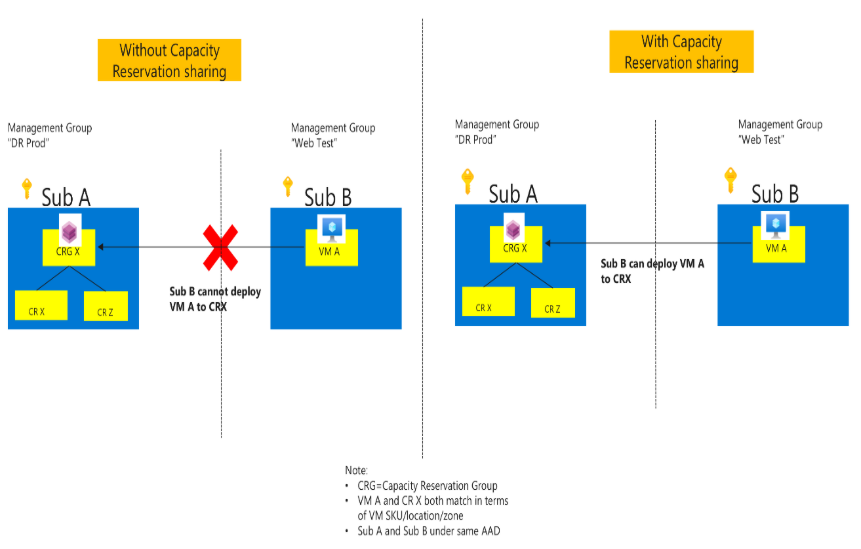 Without Capacity
Reservation sharing
Management Group
"DR Prod"
Management Group
"Web Test"
Sub A
Sub B
CRG X
VM A
Sub B cannot deploy
VM A to CRX
CR X
CR Z
With Capacity
Reservation sharing
Management Group
"DR Prod"
Management Group
"Web Test"
Sub A
Sub B
CRG X
VM A
Sub B can deploy VM A
to CRX
CR X
CR Z
Note:
• CRG=Capacity Reservation Group
• VM A and CR X both match in terms
of VM SKU/location/zone
• Sub A and Sub B under same AAD